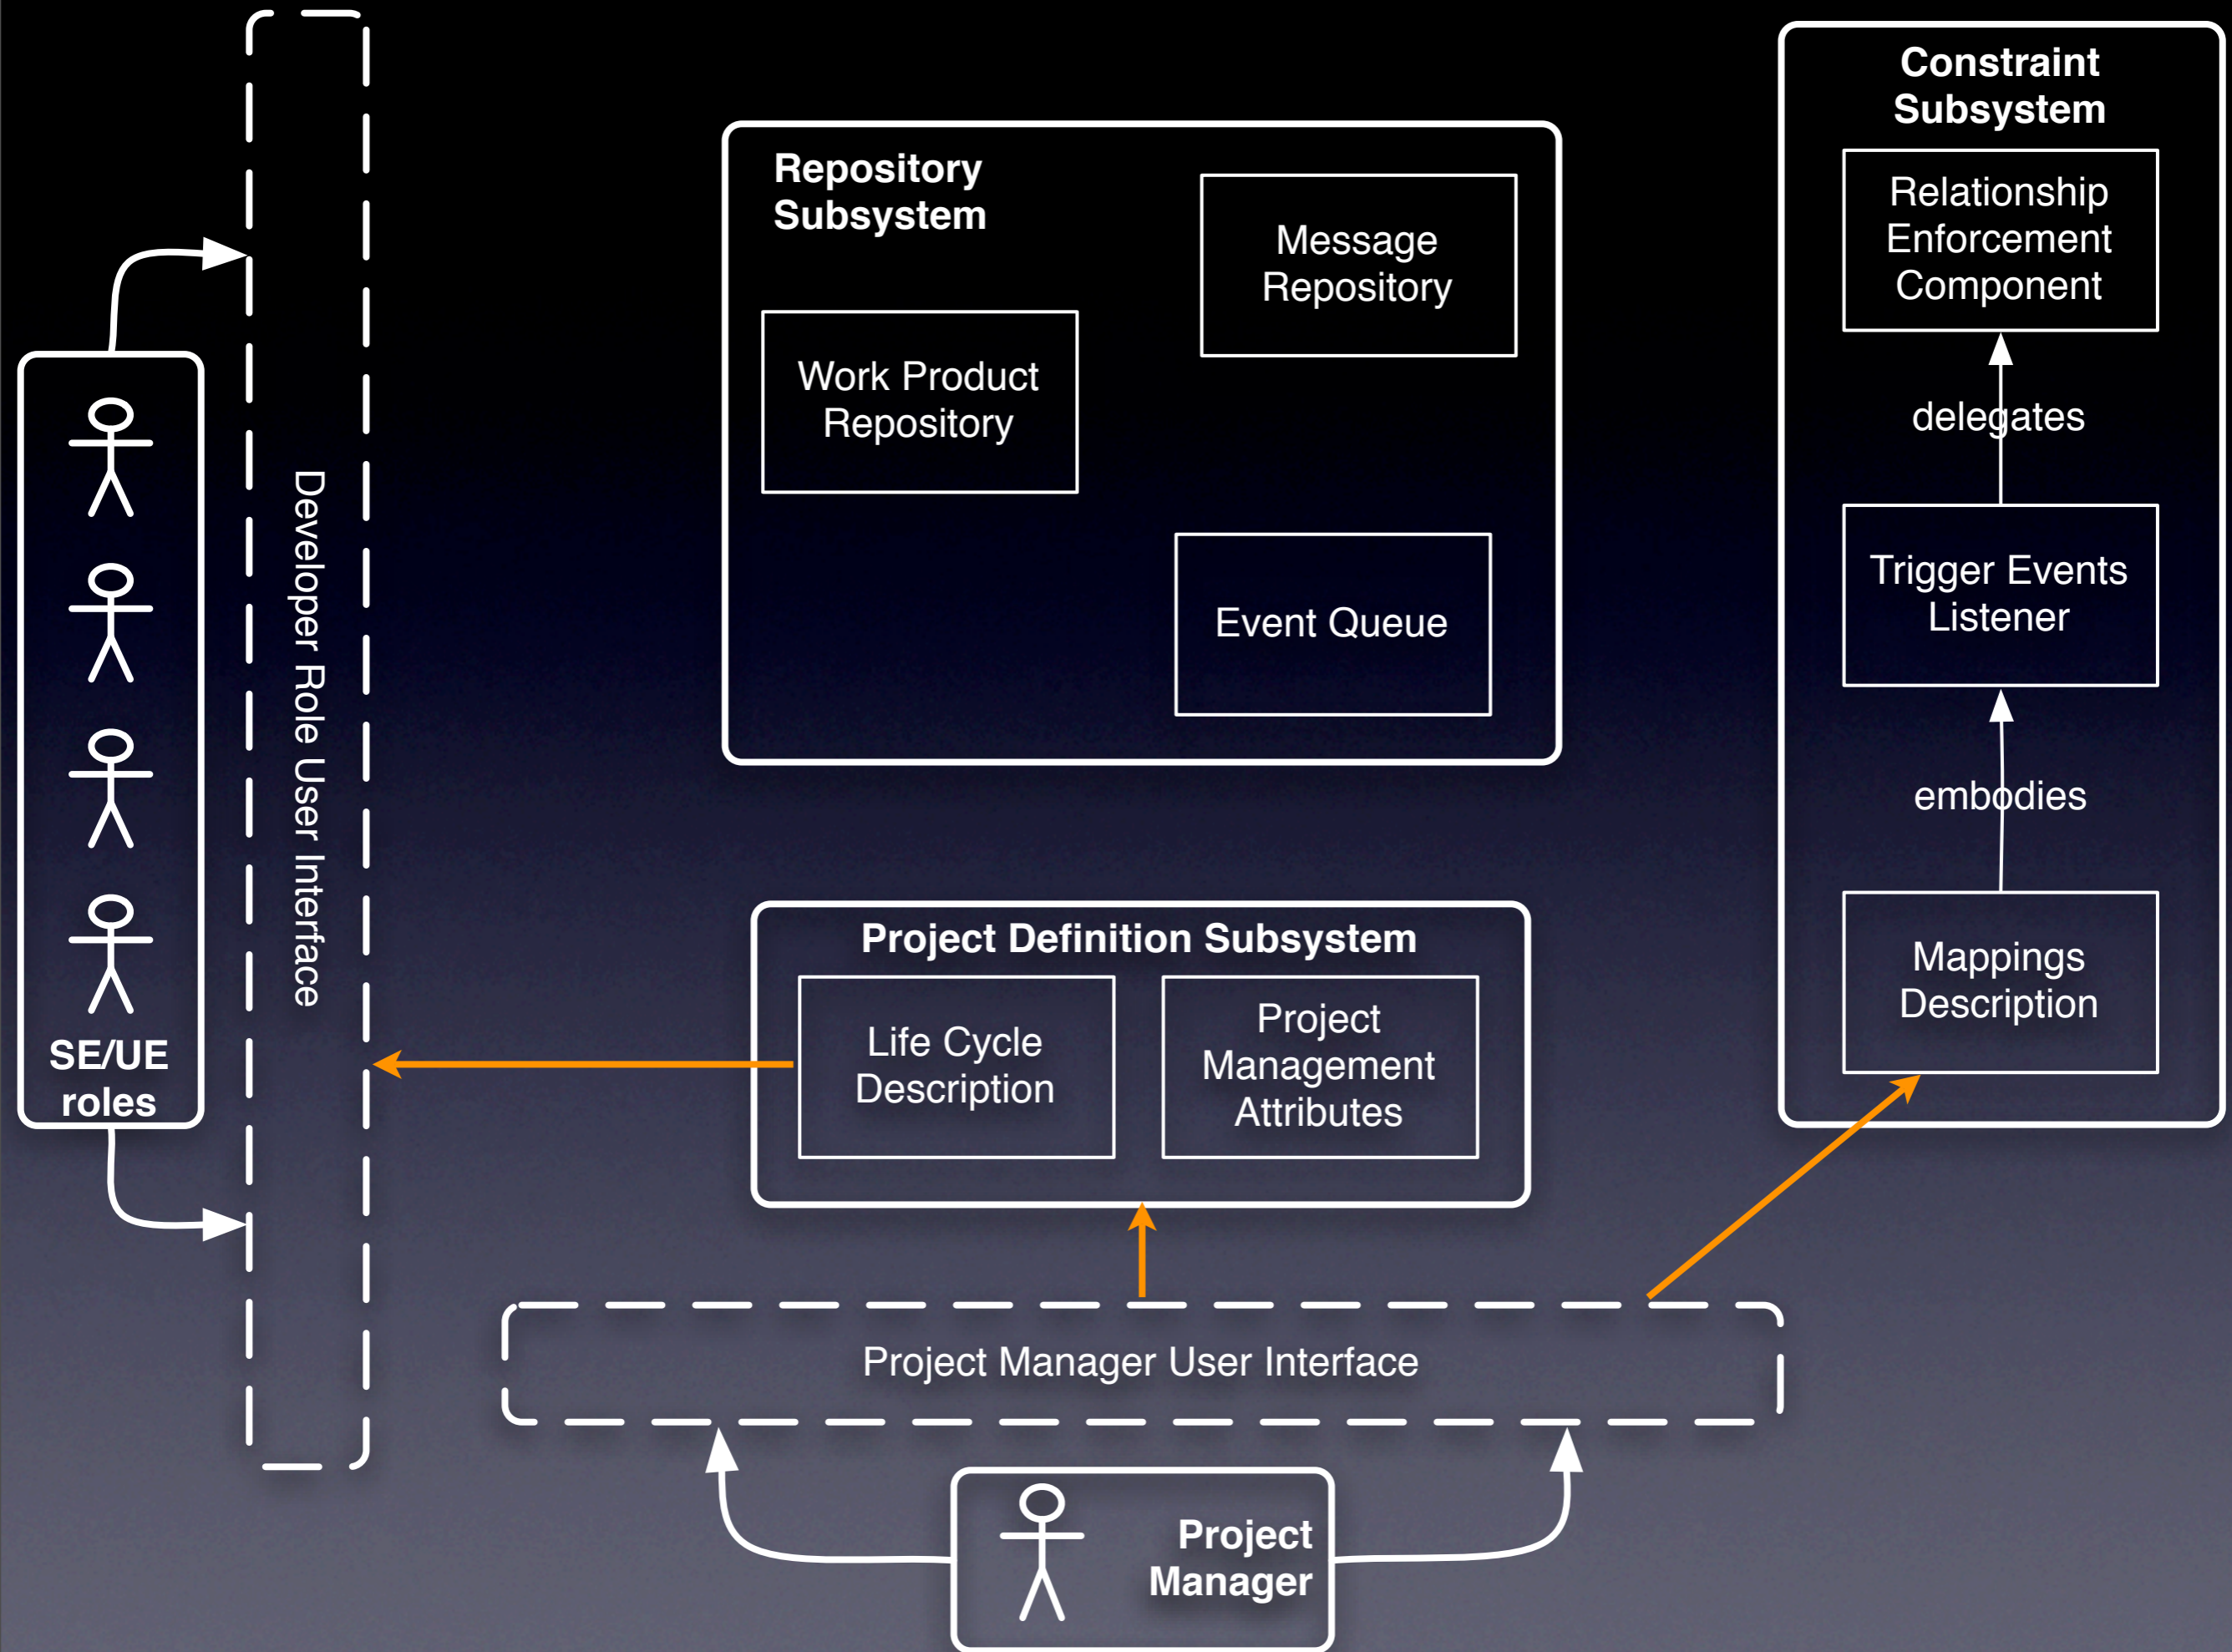 Developer Role User Interface
SE/UE
roles
Repository
Subsystem
Message
Repository
Work Product
Repository
Event Queue
Constraint
Subsystem
Relationship
Enforcement
Component
delegates
Trigger Events
Listener
embodies
Mappings
Description
Project Definition Subsystem
Life Cycle
Description
Project
Management
Attributes
Project Manager User Interface
Project
Manager